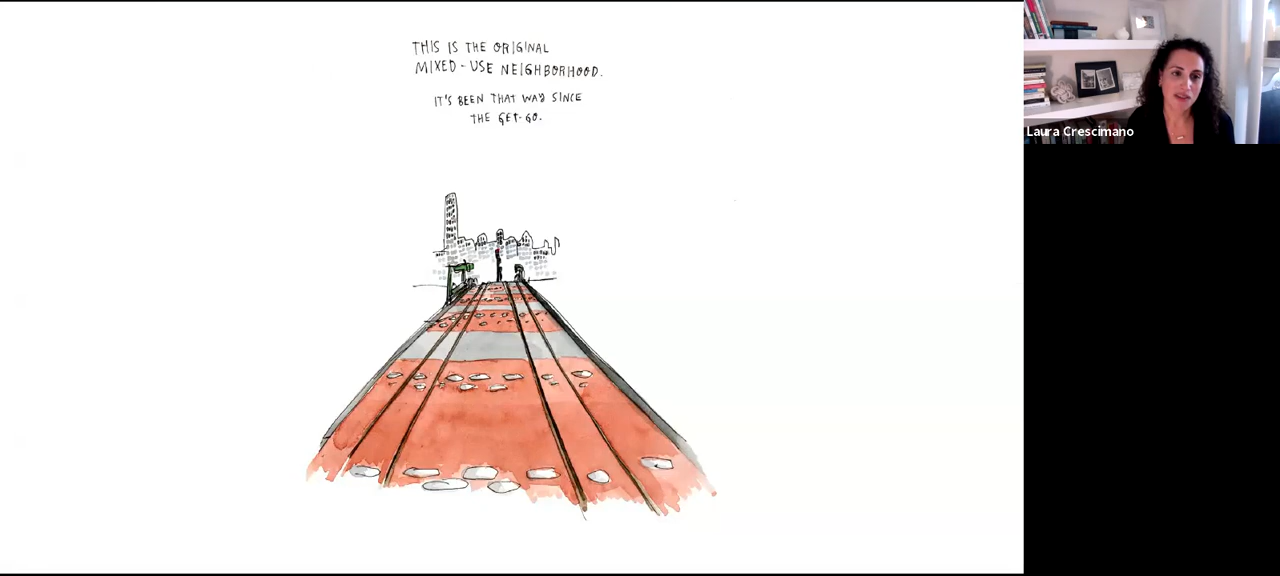 THIS IS THE ORIGINAL
MIXED-USE NEIGHBORHOOD.
IT'S BEEN THAT WAY SINCE
THE GET-GO.
Laura Crescimano